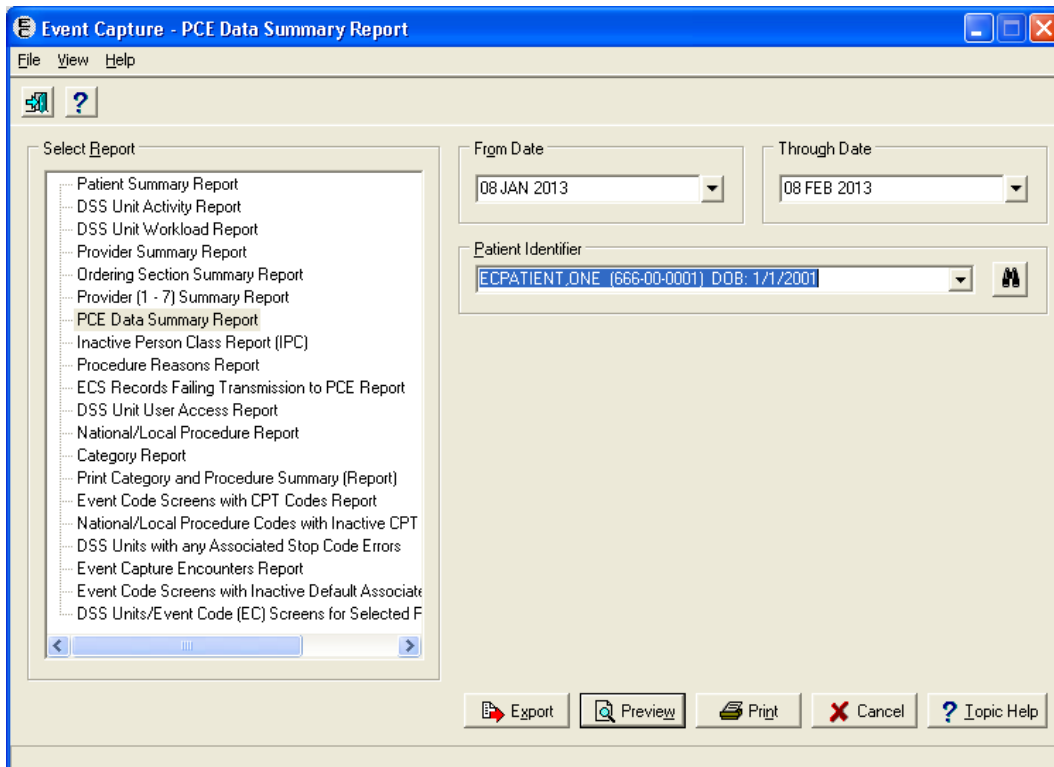 Event Capture - PCE Data Summary Report
File View Help
?
Select Report
Patient Summary Report
DSS Unit Activity Report
DSS Unit Workload Report
Provider Summary Report
Ordering Section Summary Report
Provider (1 - 7) Summary Report
PCE Data Summary Report
Inactive Person Class Report (IPC)
Procedure Reasons Report
ECS Records Failing Transmission to PCE Report
DSS Unit User Access Report
National/Local Procedure Report
Category Report
Print Category and Procedure Summary (Report)
Event Code Screens with CPT Codes Report
National/Local Procedure Codes with Inactive CPT
DSS Units with any Associated Stop Code Errors
Event Capture Encounters Report
Event Code Screens with Inactive Default Associate
DSS Units/Event Code (EC) Screens for Selected F
From Date
08 JAN 2013
Through Date
08 FEB 2013
Patient Identifier
ECPATIENT,ONE (666-00-0001) DOB: 1/1/2001
Export Preview Print Cancel ? Topic Help